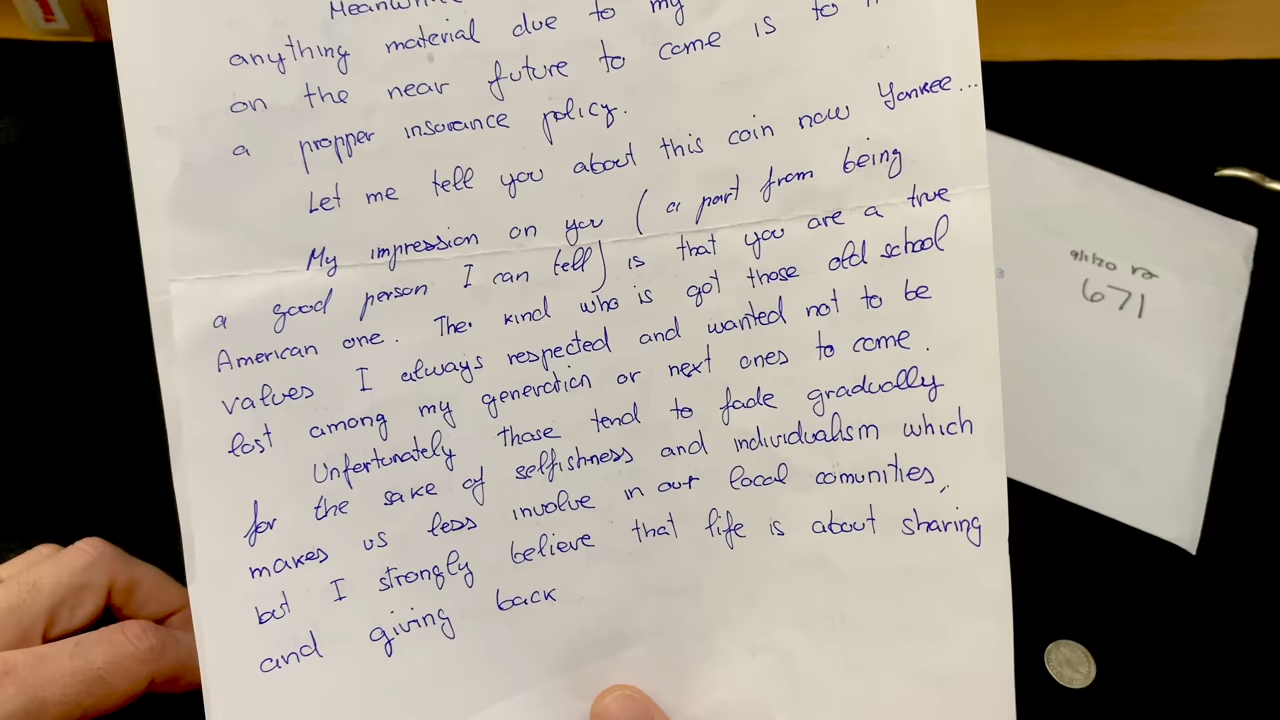 Meanwhile
anything material due to my
on the near future to come is to
a propper insorance policy.
Let me tell you about this coin now Yankee...
My impression on you ( a part from being
a good person I can tell) is that you are a true
American one. The kind who is got those old school
values I always respected and wanted not to be
lost among my generation or next ones to come.
Unfortunately those tend to fade gradually
for the sake of selfishness and individualism which
makes us less involve in our local comunities,
but I strongly believe that life is about sharing
and giving back
9/1/20
671